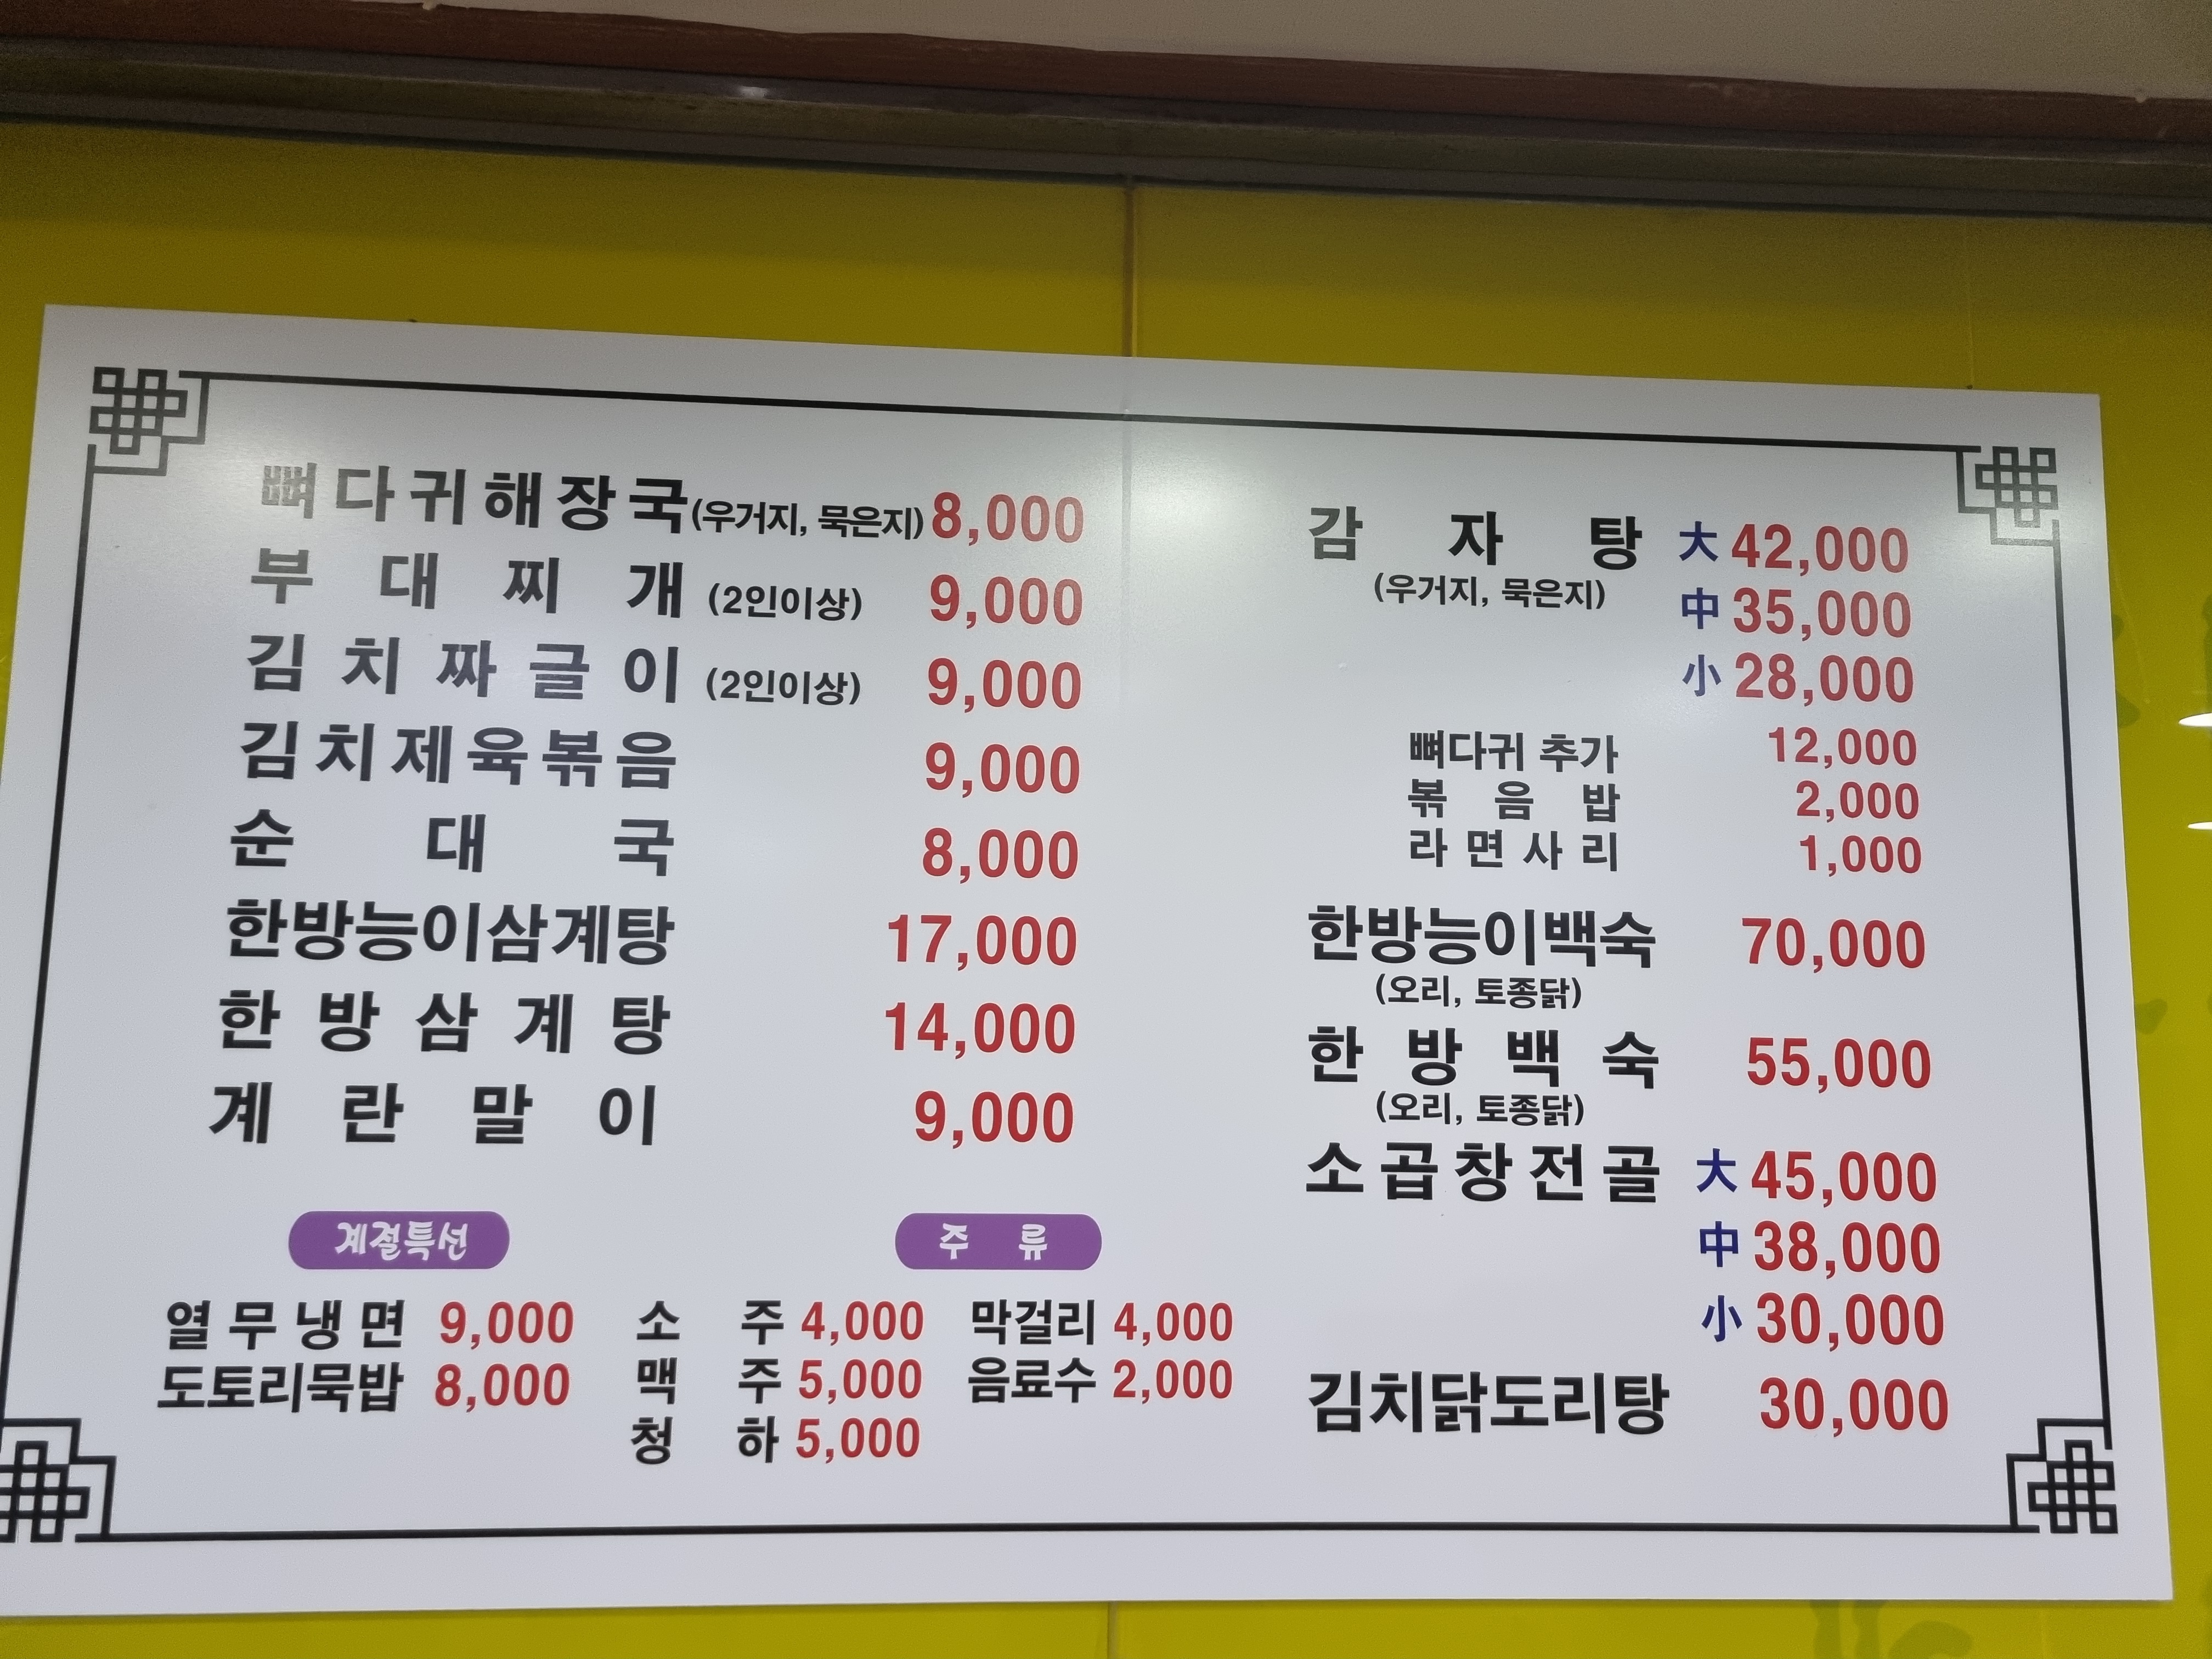 뼈다귀해장국(우거지, 묵은지) 8,000
부대찌개 (2인이상) 9,000
김치짜글이 (2인이상) 9,000
김치제육볶음 9,000
순대국 8,000
한방능이삼계탕 17,000
한방삼계탕 14,000
계란말이 9,000
계절특선
열무냉면 9,000
도토리묵밥 8,000
주류
소주 4,000 막걸리 4,000
맥주 5,000 음료수 2,000
청하 5,000
감자탕 大 42,000
(우거지, 묵은지) 中 35,000
小 28,000
뼈다귀 추가 12,000
볶음밥 2,000
라면사리 1,000
한방능이백숙 70,000
(오리, 토종닭)
한방백숙 55,000
(오리, 토종닭)
소곱창전골 大 45,000
中 38,000
小 30,000
김치닭도리탕 30,000